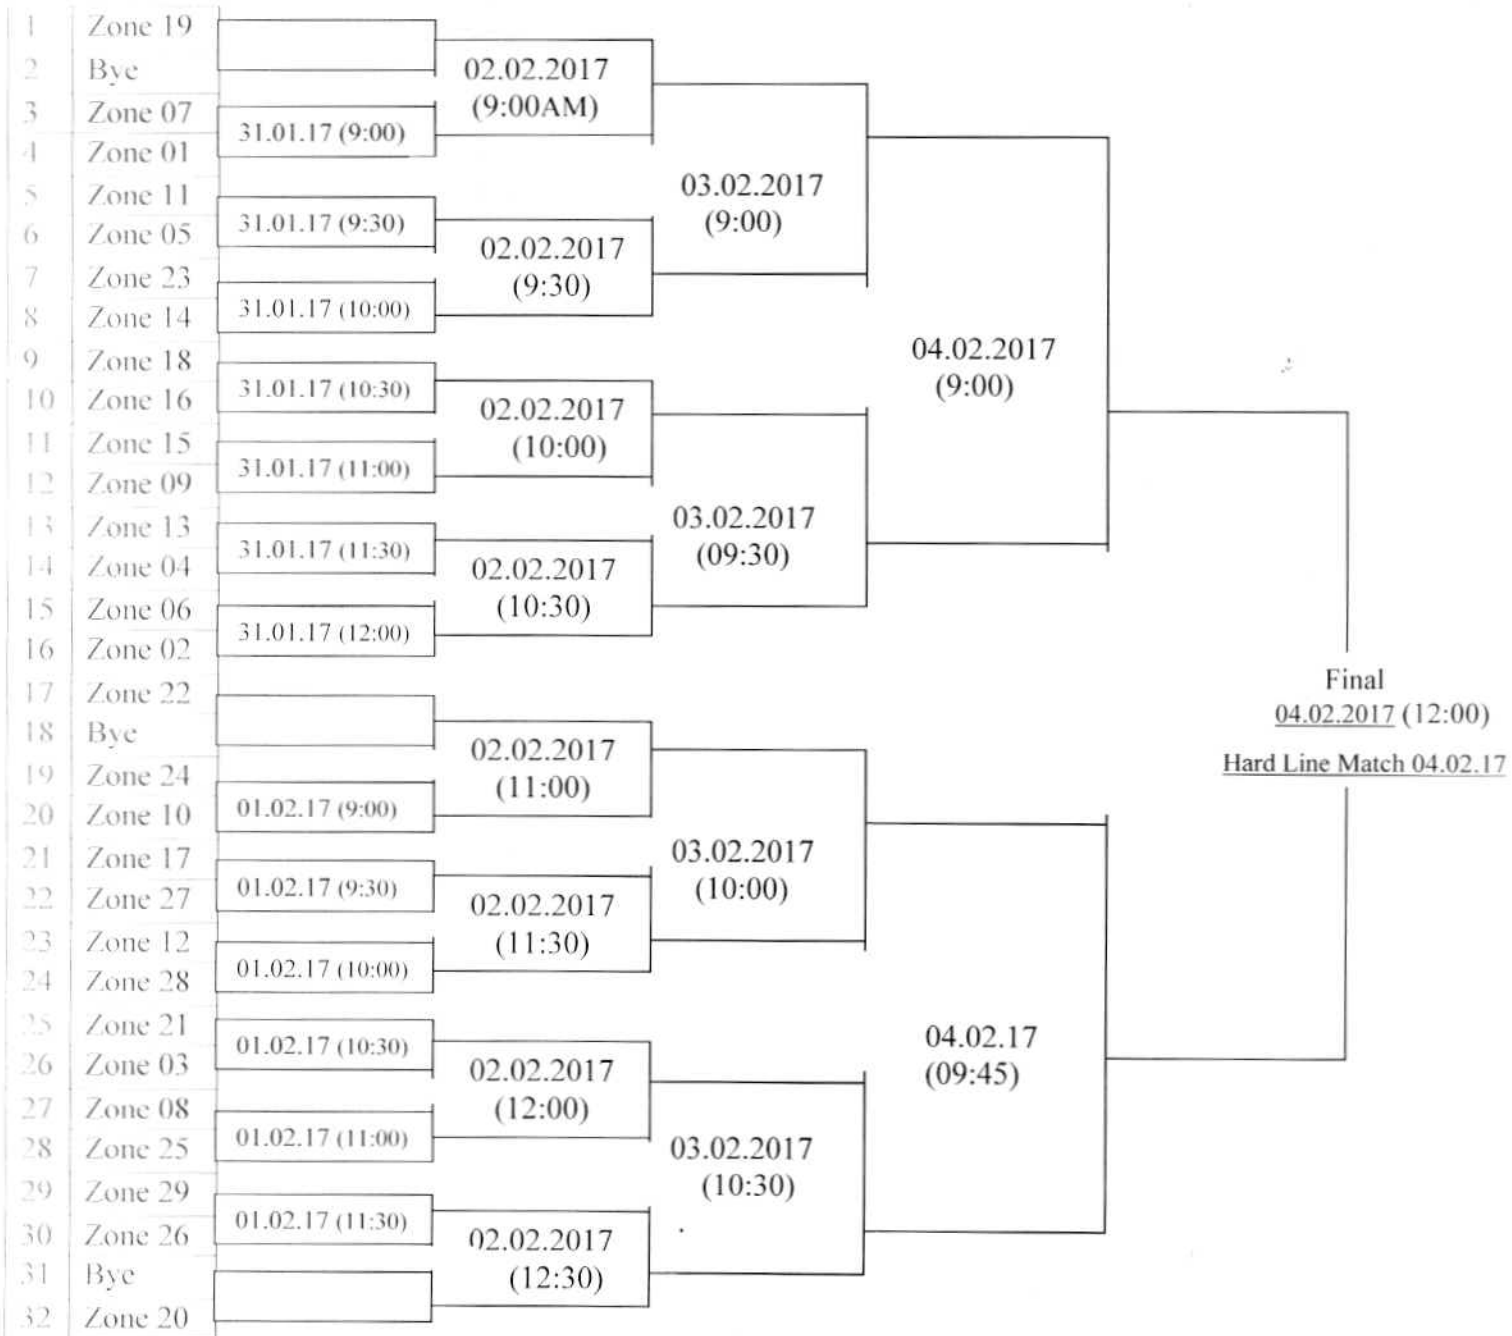 1 Zone 19
2 Bye
3 Zone 07
4 Zone 01
5 Zone 11
6 Zone 05
7 Zone 23
8 Zone 14
9 Zone 18
10 Zone 16
11 Zone 15
12 Zone 09
13 Zone 13
14 Zone 04
15 Zone 06
16 Zone 02
17 Zone 22
18 Bye
19 Zone 24
20 Zone 10
21 Zone 17
22 Zone 27
23 Zone 12
24 Zone 28
25 Zone 21
26 Zone 03
27 Zone 08
28 Zone 25
29 Zone 29
30 Zone 26
31 Bye
32 Zone 20
31.01.17 (9:00)
31.01.17 (9:30)
31.01.17 (10:00)
31.01.17 (10:30)
31.01.17 (11:00)
31.01.17 (11:30)
31.01.17 (12:00)
01.02.17 (9:00)
01.02.17 (9:30)
01.02.17 (10:00)
01.02.17 (10:30)
01.02.17 (11:00)
01.02.17 (11:30)
02.02.2017
(9:00AM)
02.02.2017
(9:30)
02.02.2017
(10:00)
02.02.2017
(10:30)
02.02.2017
(11:00)
02.02.2017
(11:30)
02.02.2017
(12:00)
02.02.2017
(12:30)
03.02.2017
(9:00)
03.02.2017
(09:30)
03.02.2017
(10:00)
03.02.2017
(10:30)
04.02.2017
(9:00)
04.02.17
(09:45)
Final
04.02.2017 (12:00)
Hard Line Match 04.02.17